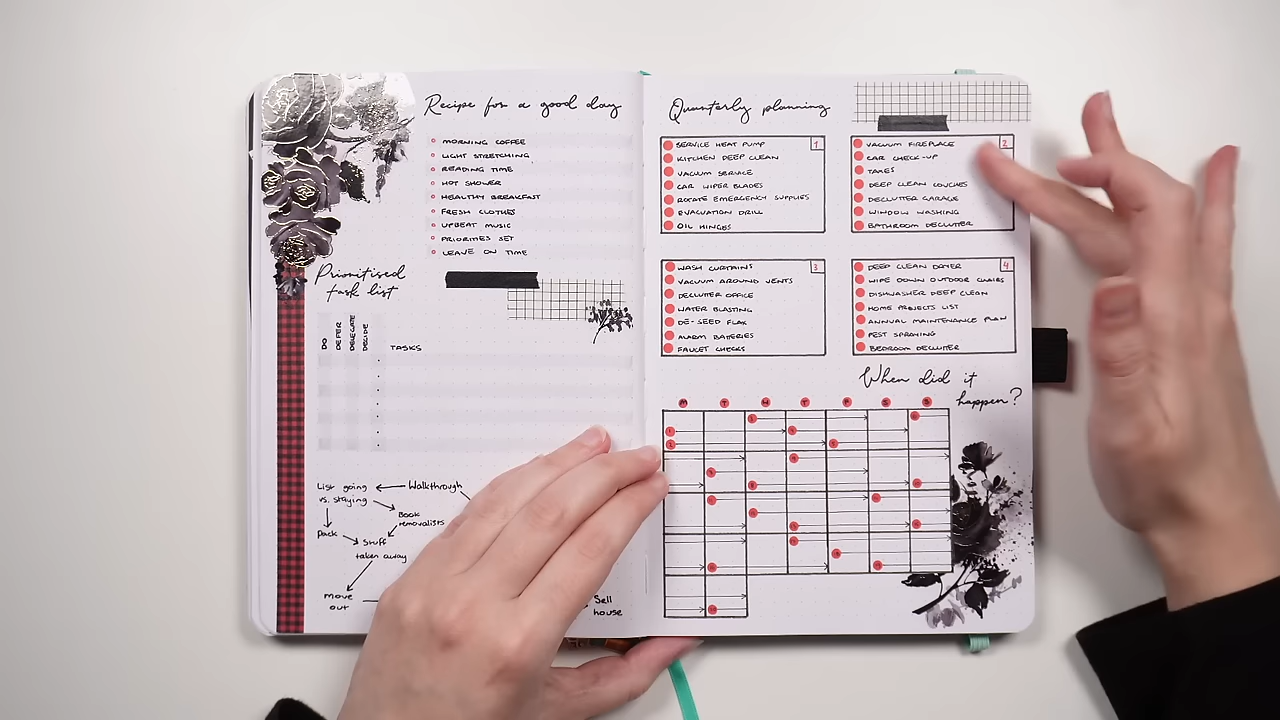 Recipe for a good day
MORNING COFFEE
LIGHT STRETCHING
READING TIME
HOT SHOWER
HEALTHY BREAKFAST
FRESH CLOTHES
UPBEAT MUSIC
PRIORITIES SET
LEAVE ON TIME
Prioritised
task list
DO
DEFER
DELEGATE
DECIDE
TASKS
List going
vs. staying
Walkthrough
Book
removalists
Pack
Stuff
taken away
Move
out
Sell
house
Quarterly planning
1
SERVICE HEAT PUMP
KITCHEN DEEP CLEAN
VACUUM SERVICE
CAR WIPER BLADES
ROTATE EMERGENCY SUPPLIES
EVACUATION DRILL
OIL HINGES
2
VACUUM FIREPLACE
CAR CHECK-UP
TAXES
DEEP CLEAN COUCHES
DECLUTTER GARAGE
WINDOW WASHING
BATHROOM DECLUTTER
3
WASH CURTAINS
VACUUM AROUND VENTS
DECLUTTER OFFICE
WATER BLASTING
DE-SEED FLAX
ALARM BATTERIES
FAUCET CHECKS
4
DEEP CLEAN DRYER
WIPE DOWN OUTDOOR CHAIRS
DISHWASHER DEEP CLEAN
HOME PROJECTS LIST
ANNUAL MAINTENANCE PLAN
PEST SPRAYING
BEDROOM DECLUTTER
When did it
happen?
M T W T F S S